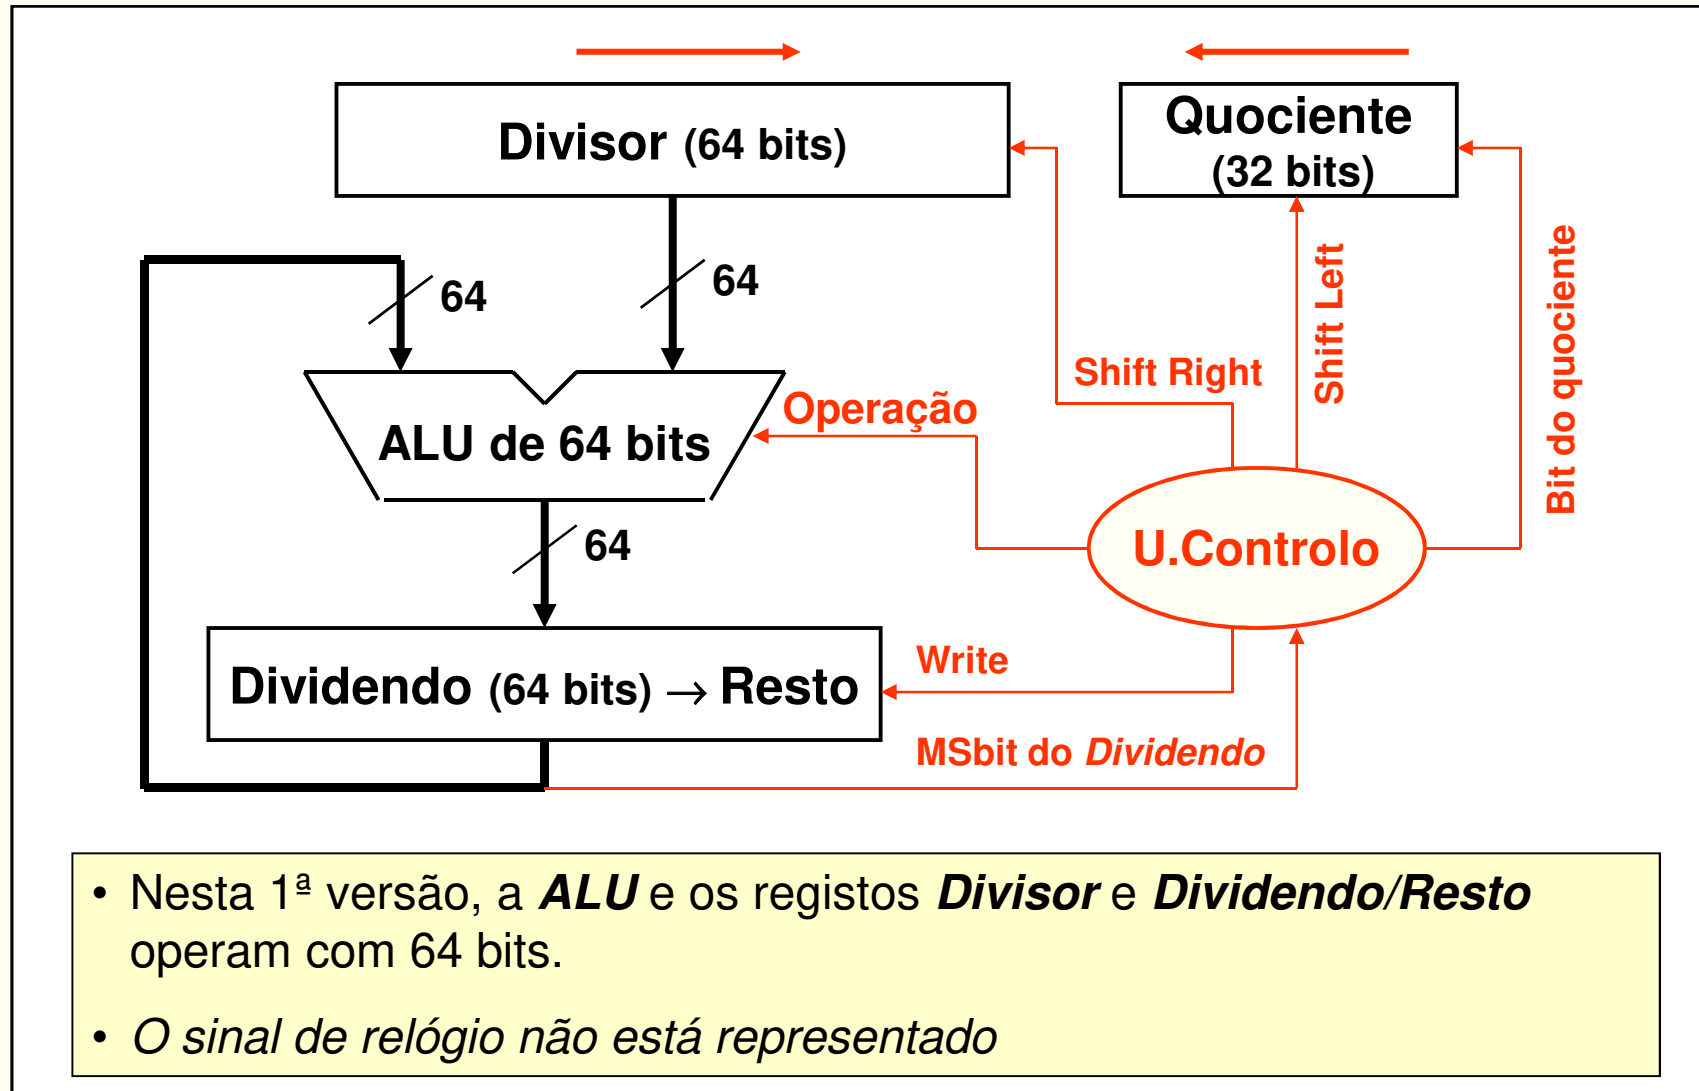 Divisor (64 bits)
Quociente
(32 bits)
64
64
Shift Right
Shift Left
Bit do quociente
Operação
ALU de 64 bits
64
U.Controlo
Write
Dividendo (64 bits) → Resto
MSbit do Dividendo
• Nesta 1ª versão, a ALU e os registos Divisor e Dividendo/Resto
operam com 64 bits.
• O sinal de relógio não está representado